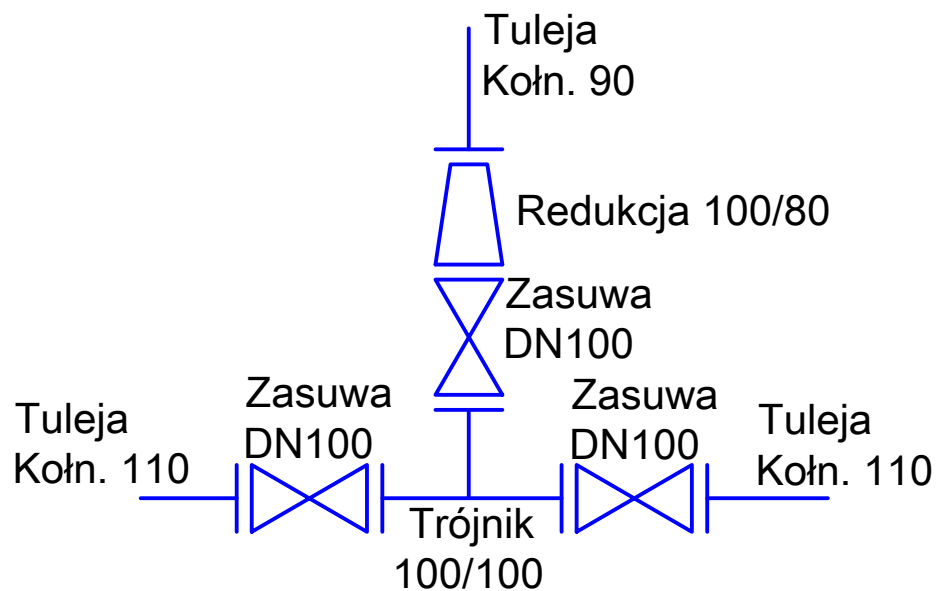 Tuleja
Kołn. 90
Redukcja 100/80
Zasuwa
DN100
Zasuwa
DN100
Zasuwa
DN100
Tuleja
Kołn. 110
Tuleja
Kołn. 110
Trójnik
100/100